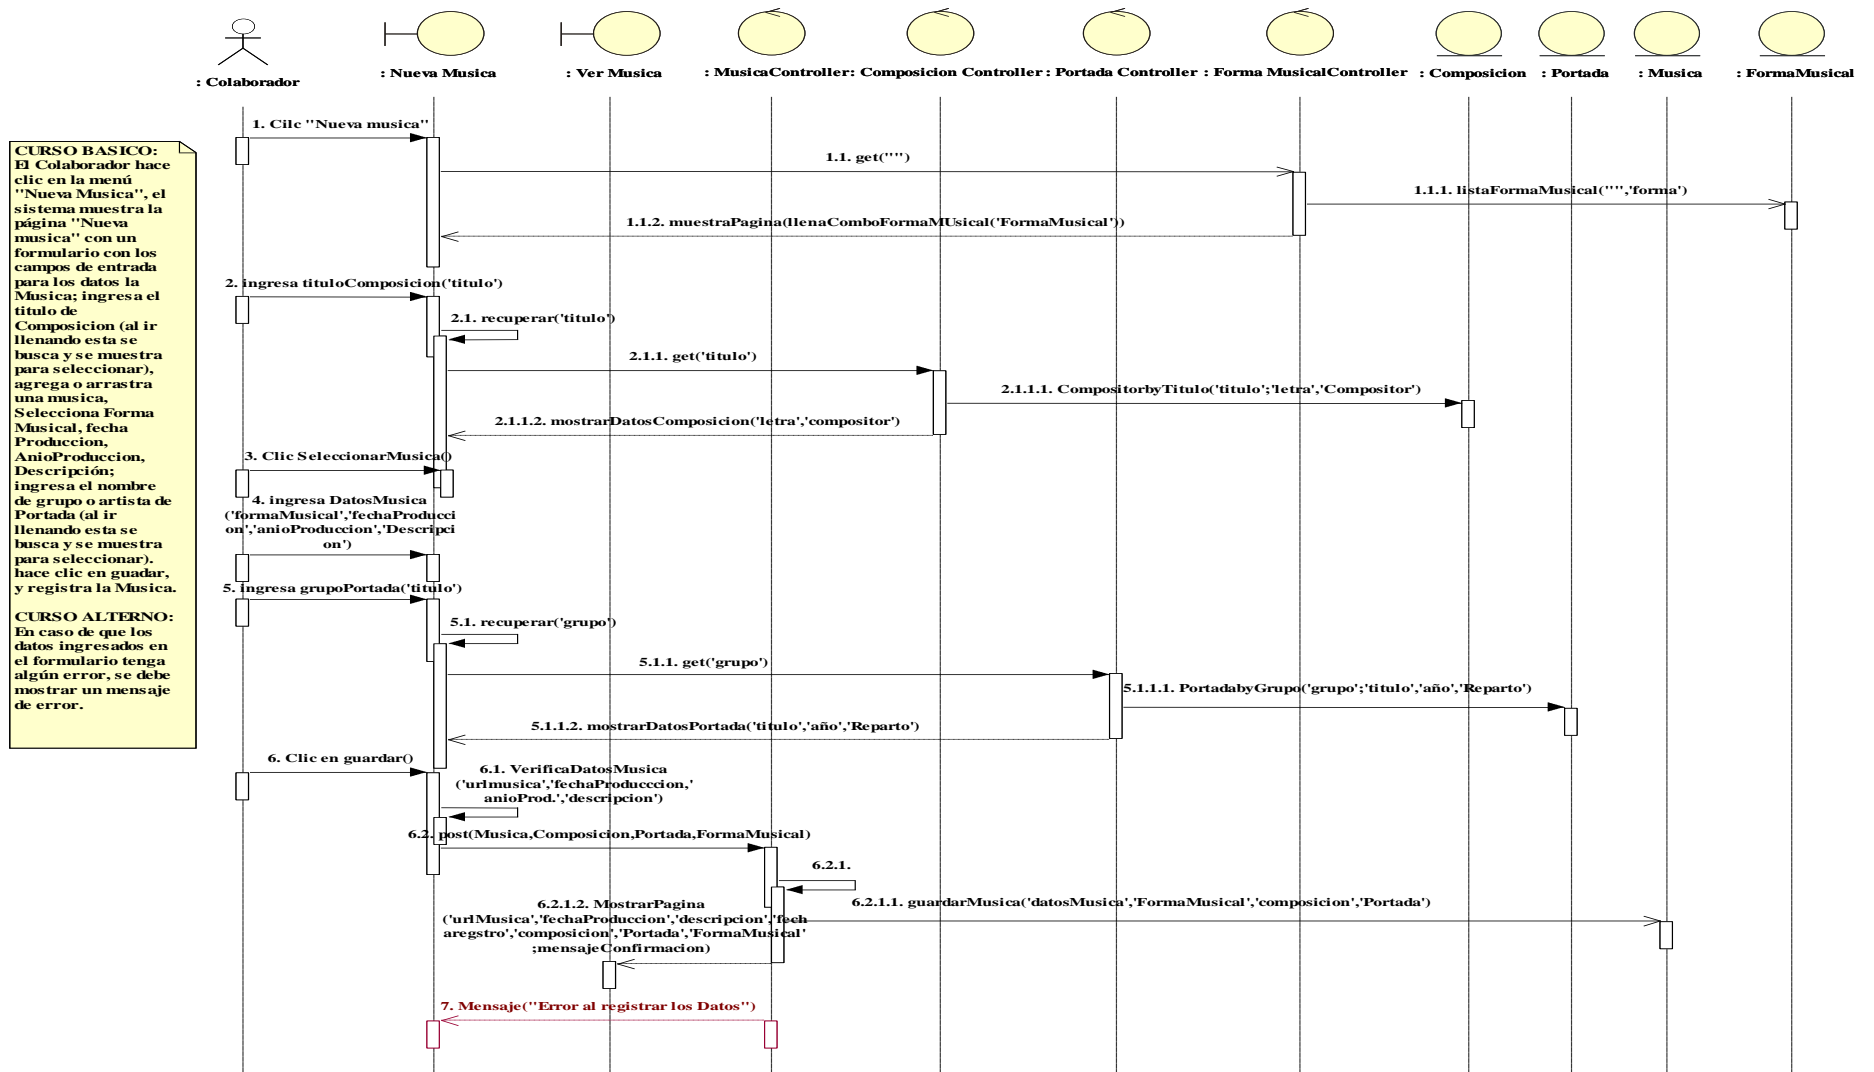 : Colaborador
: Nueva Musica
: Ver Musica
: MusicaController
: Composicion Controller
: Portada Controller
: Forma MusicalController
: Composicion
: Portada
: Musica
: FormaMusical
CURSO BASICO:
El Colaborador hace
clic en la menú
"Nueva Musica", el
sistema muestra la
página "Nueva
musica" con un
formulario con los
campos de entrada
para los datos la
Musica; ingresa el
titulo de
Composicion (al ir
llenando esta se
busca y se muestra
para seleccionar),
agrega o arrastra
una musica,
Selecciona Forma
Musical, fecha
Produccion,
AnioProduccion,
Descripción;
ingresa el nombre
de grupo o artista de
Portada (al ir
llenando esta se
busca y se muestra
para seleccionar).
hace clic en guadar,
y registra la Musica.
CURSO ALTERNO:
En caso de que los
datos ingresados en
el formulario tenga
algún error, se debe
mostrar un mensaje
de error.
1. Cilc "Nueva musica"
1.1. get("")
1.1.1. listaFormaMusical("",'forma')
1.1.2. muestraPagina(llenaComboFormaMUsical('FormaMusical'))
2. ingresa tituloComposicion('titulo')
2.1. recuperar('titulo')
2.1.1. get('titulo')
2.1.1.1. CompositorbyTitulo('titulo';'letra','Compositor')
2.1.1.2. mostrarDatosComposicion('letra','compositor')
3. Clic SeleccionarMusica()
4. ingresa DatosMusica
('formaMusical','fechaProducci
on','anioProduccion','Descripci
on')
5. ingresa grupoPortada('titulo')
5.1. recuperar('grupo')
5.1.1. get('grupo')
5.1.1.1. PortadabyGrupo('grupo';'titulo','año','Reparto')
5.1.1.2. mostrarDatosPortada('titulo','año','Reparto')
6. Clic en guardar()
6.1. VerificaDatosMusica
('urlmusica','fechaProducccion,'
anioProd.','descripcion')
6.2. post(Musica,Composicion,Portada,FormaMusical)
6.2.1.
6.2.1.1. guardarMusica('datosMusica','FormaMusical','composicion','Portada')
6.2.1.2. MostrarPagina
('urlMusica','fechaProduccion','descripcion','fech
aregstro','composicion','Portada','FormaMusical'
;mensajeConfirmacion)
7. Mensaje("Error al registrar los Datos")